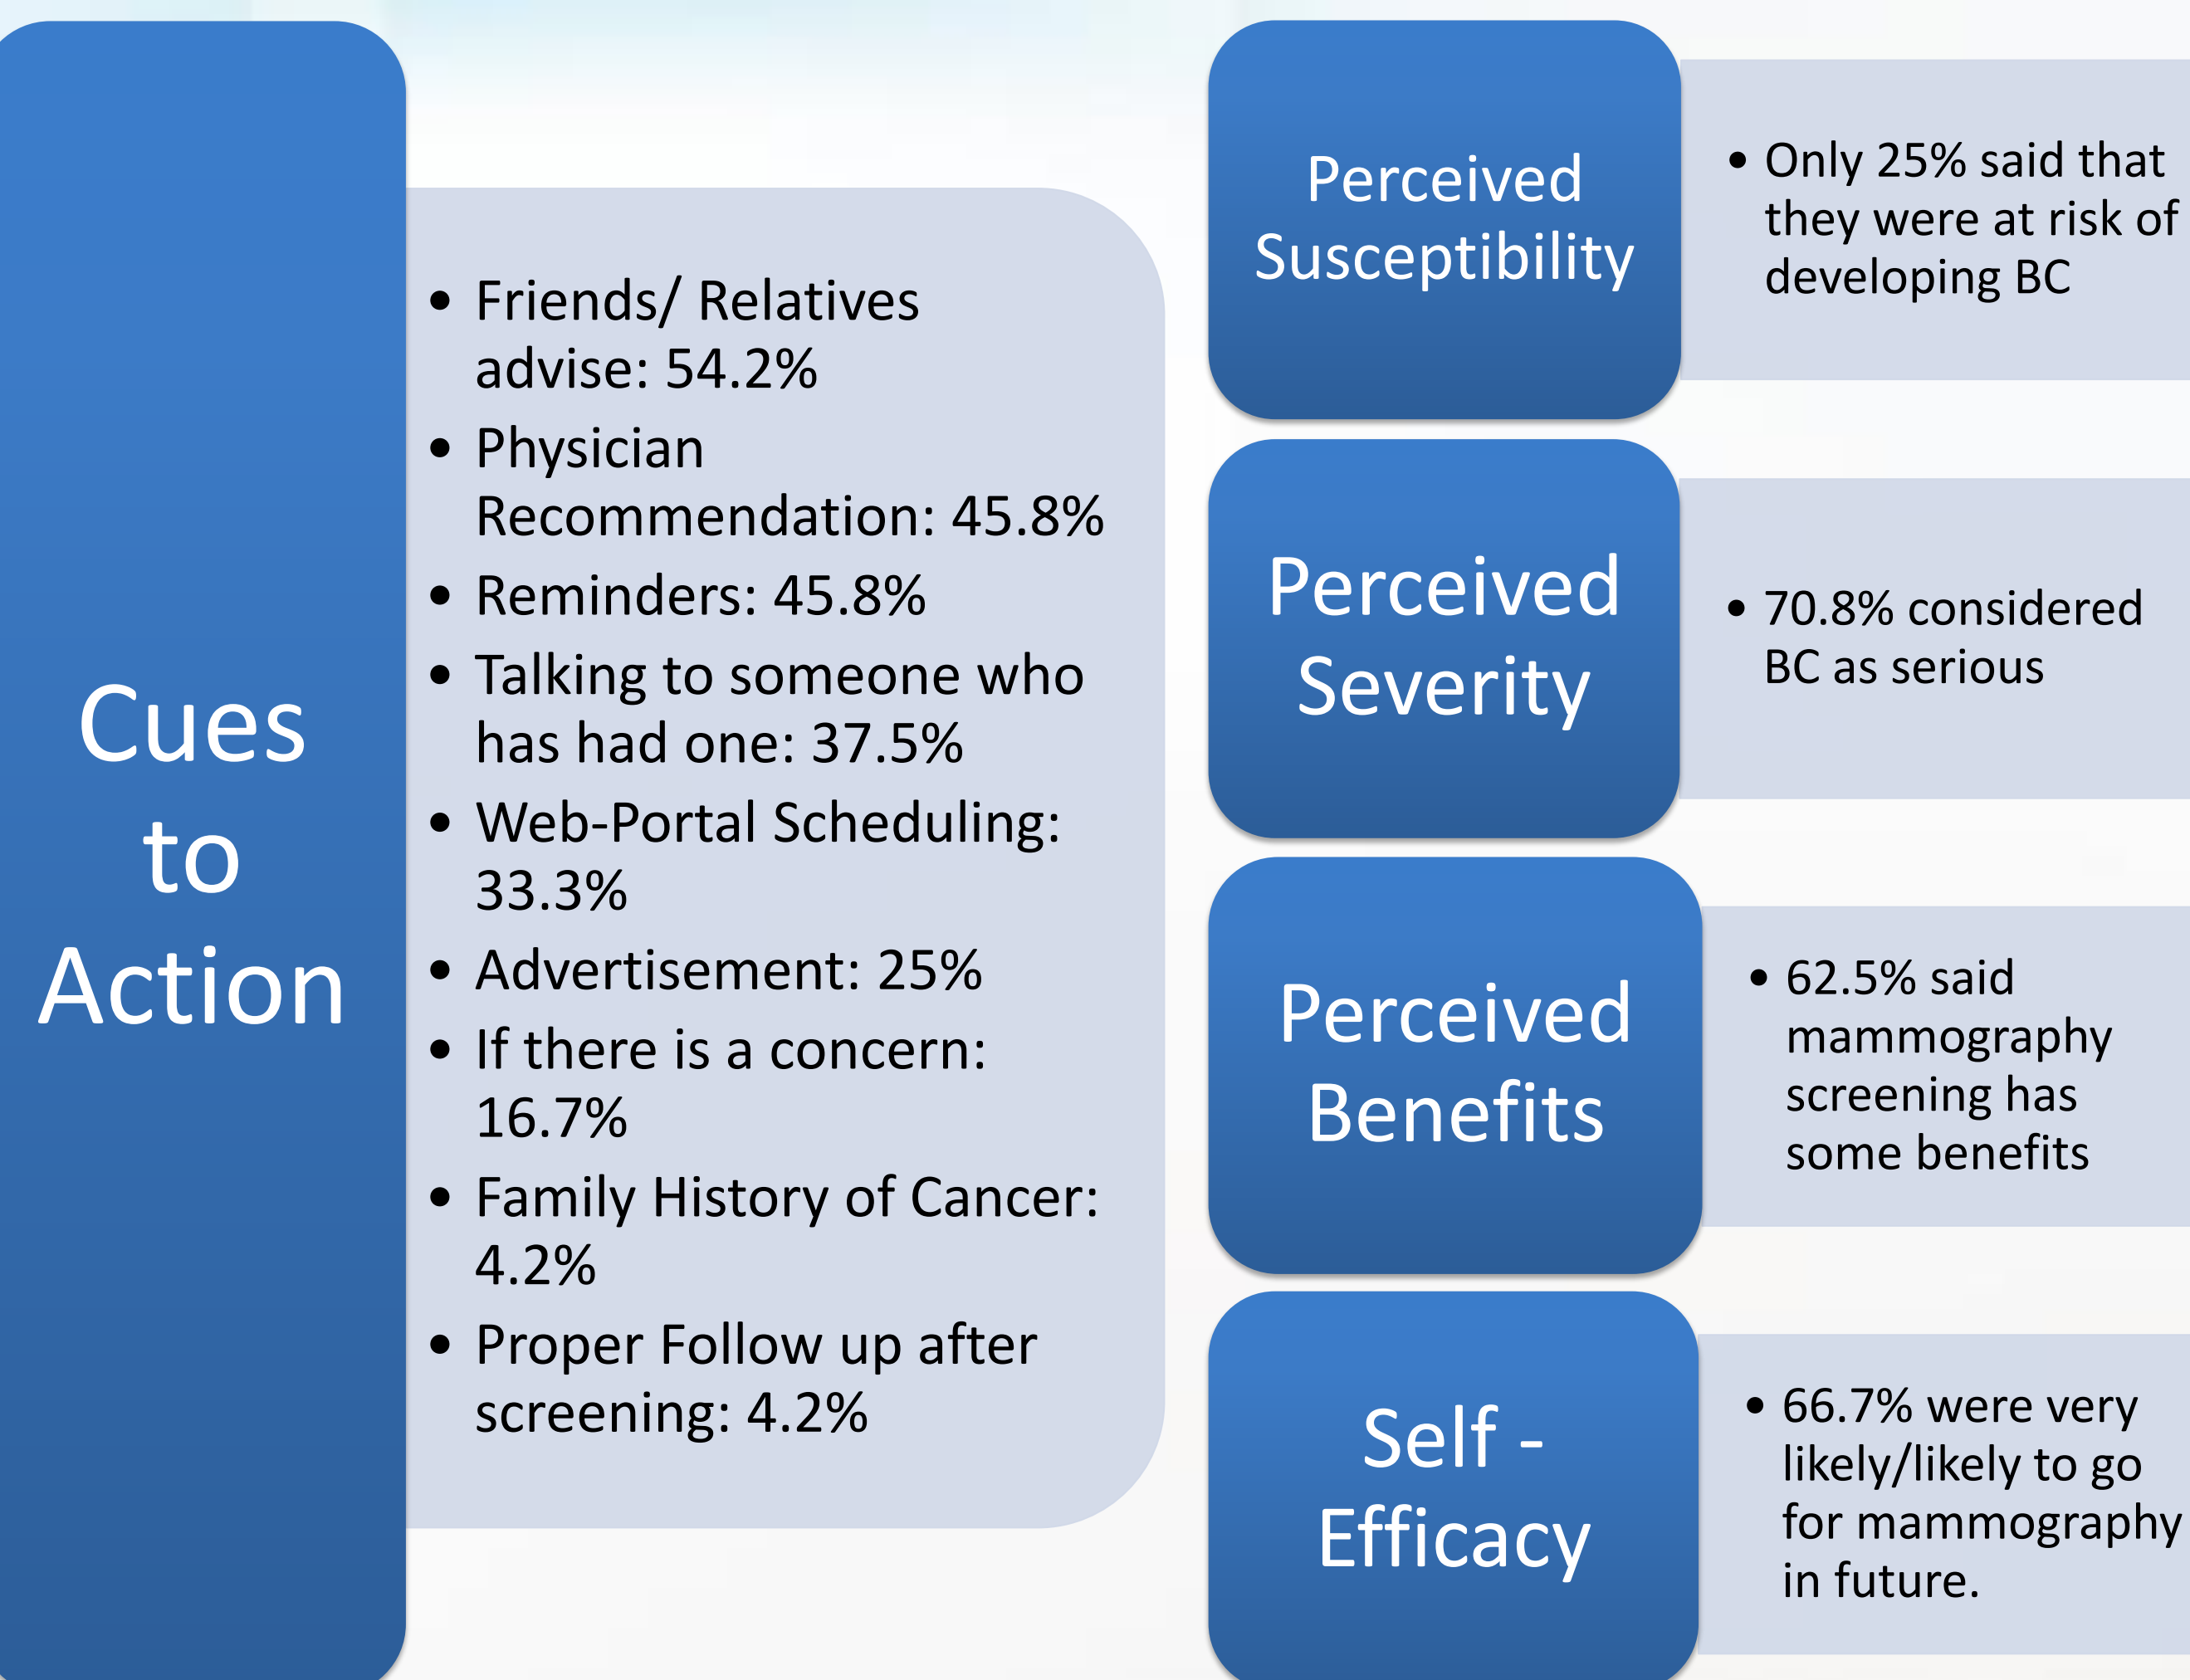 Cues
to
Action
• Friends/ Relatives
advise: 54.2%
• Physician
Recommendation: 45.8%
• Reminders: 45.8%
• Talking to someone who
has had one: 37.5%
• Web-Portal Scheduling:
33.3%
• Advertisement: 25%
• If there is a concern:
16.7%
• Family History of Cancer:
4.2%
• Proper Follow up after
screening: 4.2%
Perceived
Susceptibility
• Only 25% said that
they were at risk of
developing BC
Perceived
Severity
• 70.8% considered
BC as serious
Perceived
Benefits
• 62.5% said
mammography
screening has
some benefits
Self -
Efficacy
• 66.7% were very
likely/likely to go
for mammography
in future.